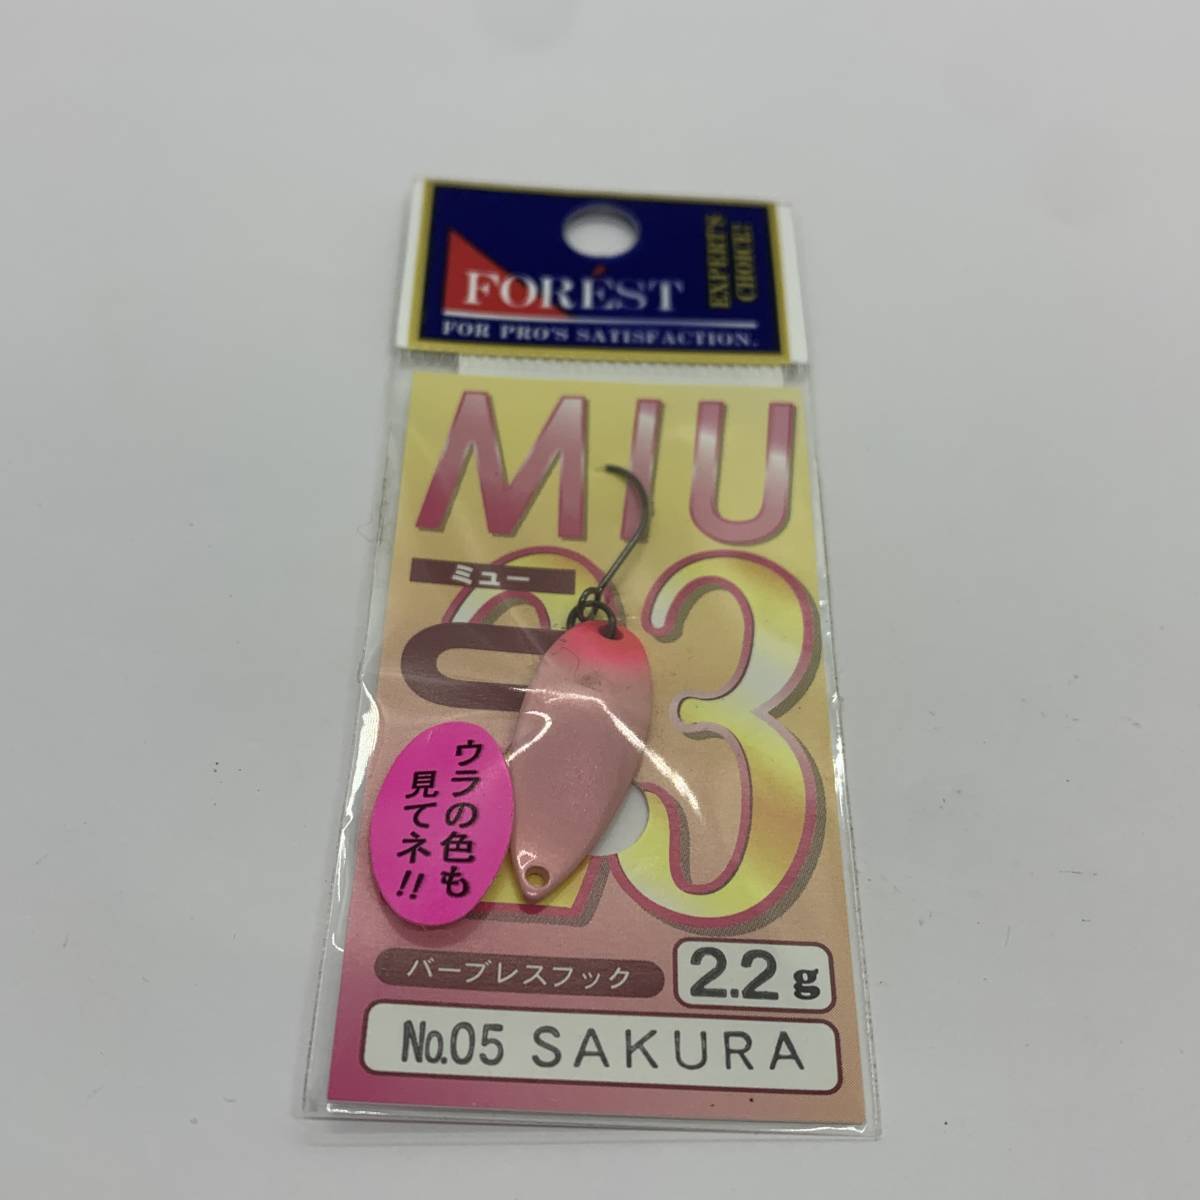 FORÉST
EXPERT'S
CHOICE!
FOR PRO'S SATISFACTION.
MIU
ミュー
23
ウラの色も
見てネ!!
バーブレスフック
2.2g
No.05 SAKURA